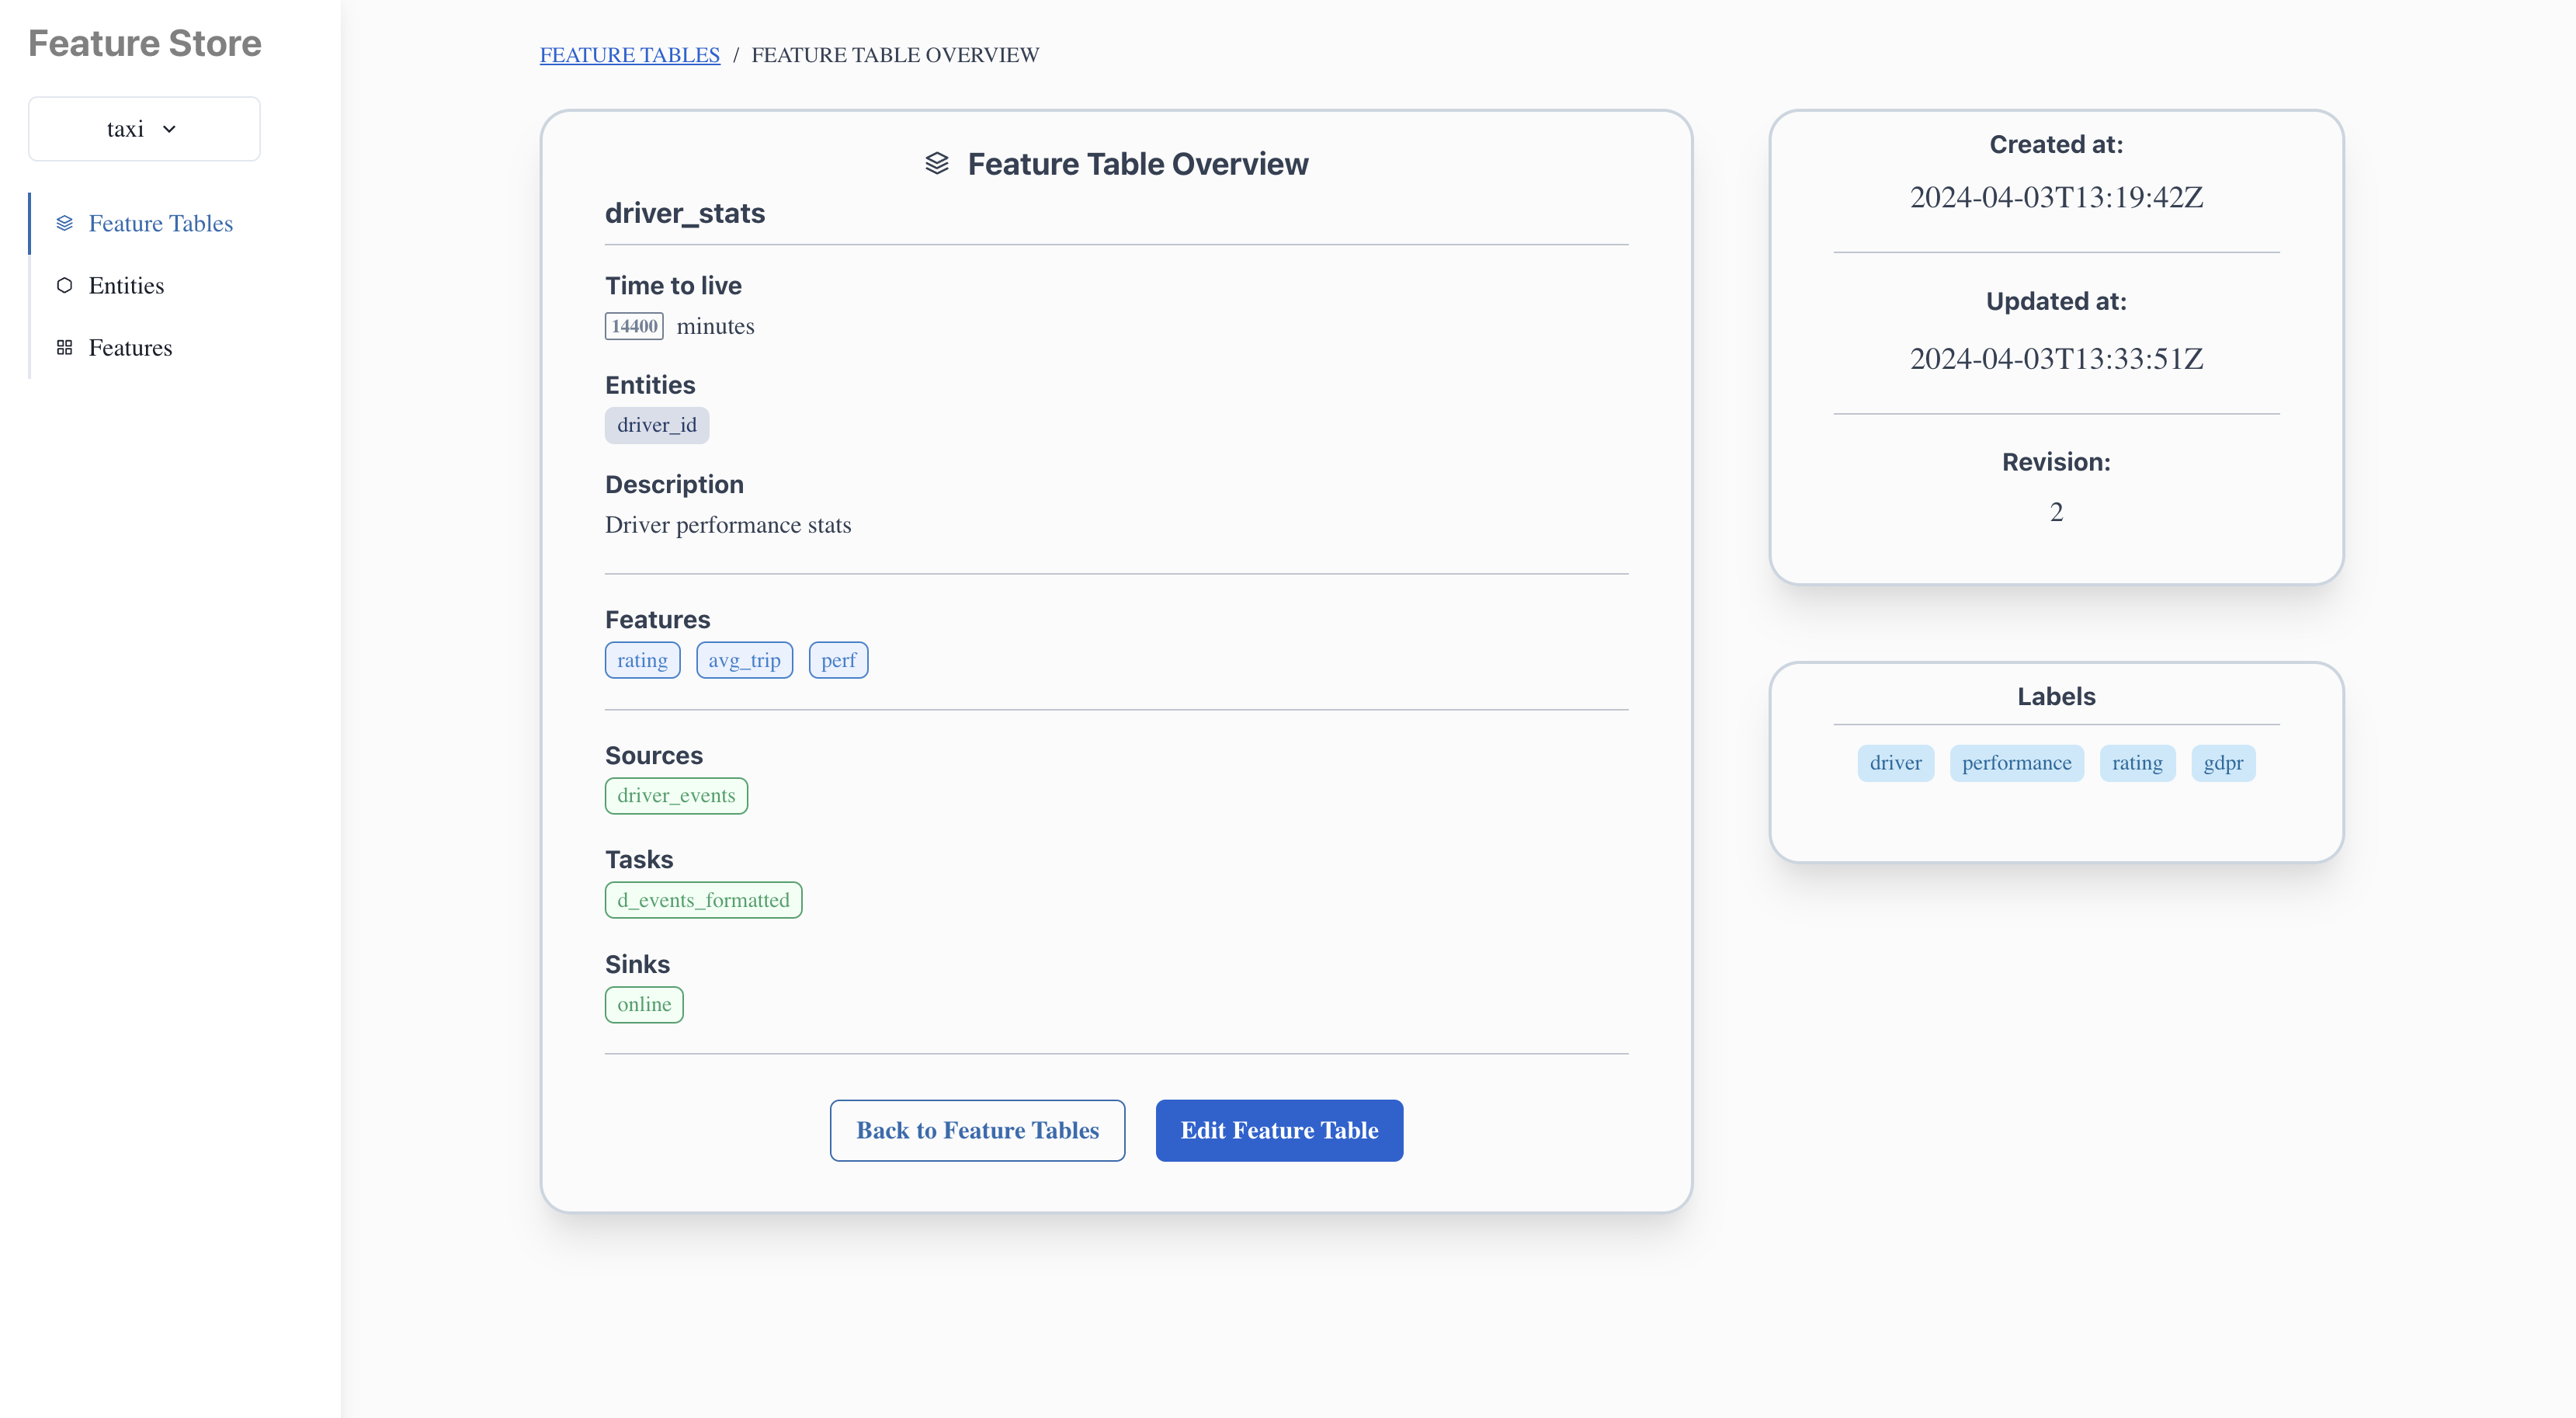 Feature Store
taxi
Feature Tables
Entities
Features
FEATURE TABLES / FEATURE TABLE OVERVIEW
Feature Table Overview
driver_stats
Time to live
14400 minutes
Entities
driver_id
Description
Driver performance stats
Features
rating avg_trip perf
Sources
driver_events
Tasks
d_events_formatted
Sinks
online
Back to Feature Tables Edit Feature Table
Created at:
2024-04-03T13:19:42Z
Updated at:
2024-04-03T13:33:51Z
Revision:
2
Labels
driver performance rating gdpr